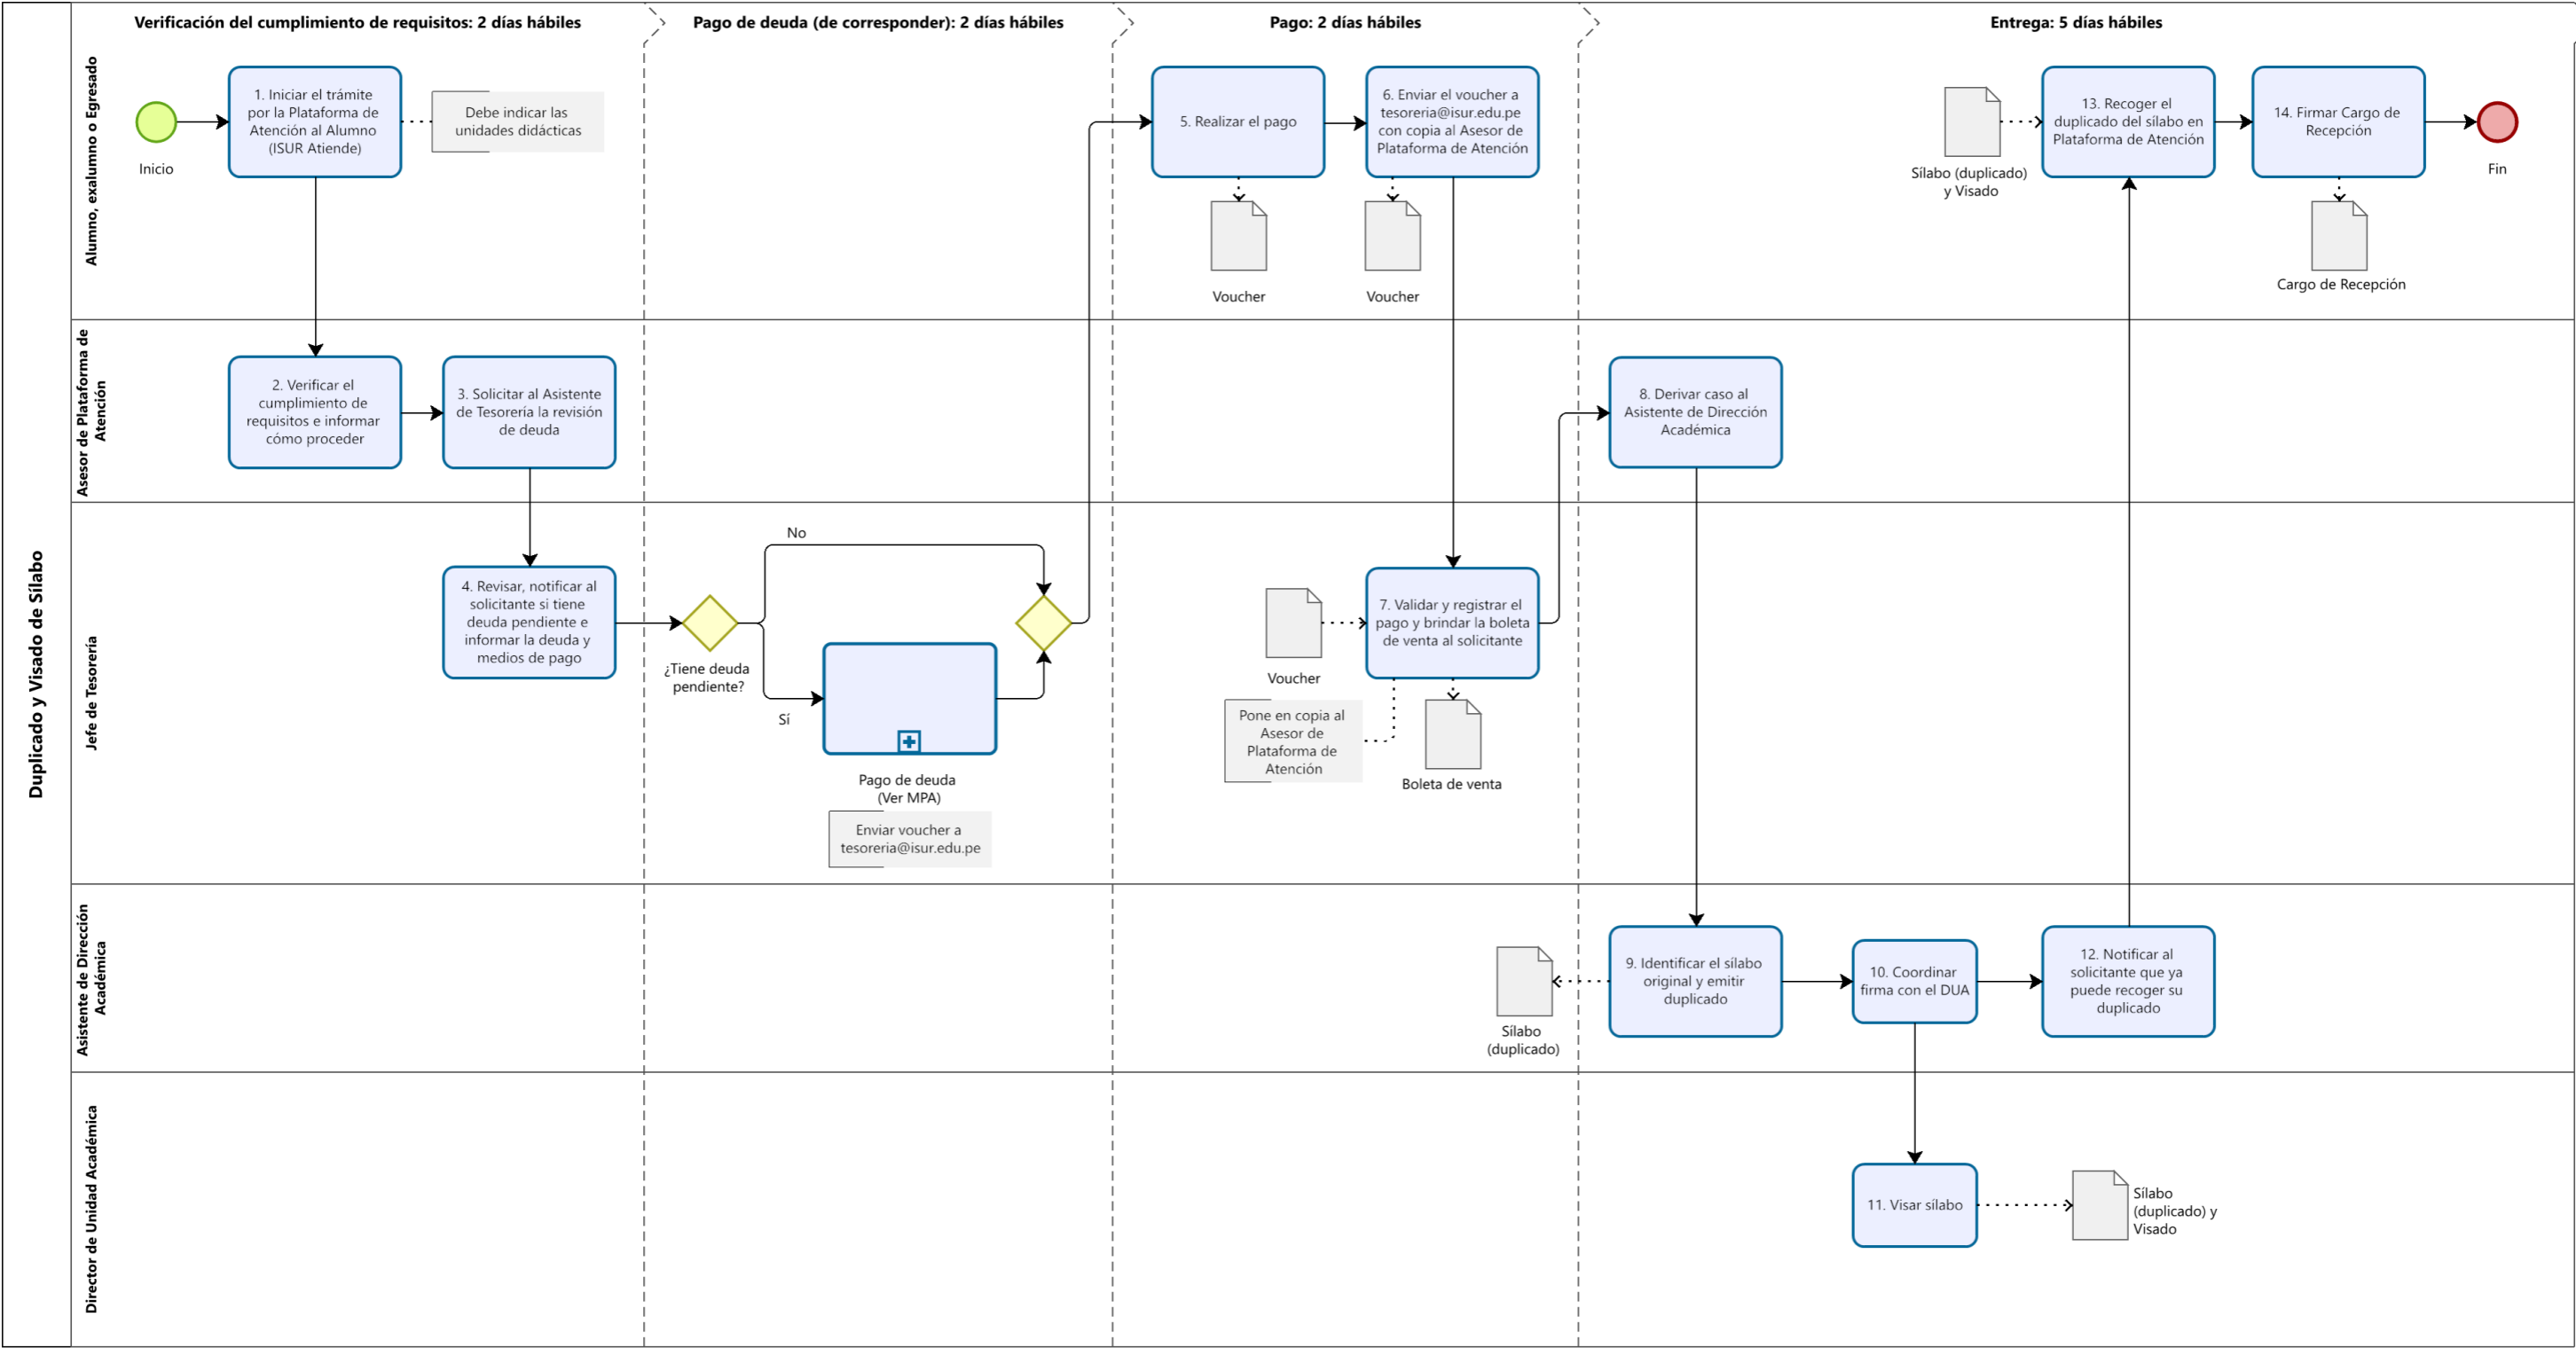 Duplicado y Visado de Sílabo
Verificación del cumplimiento de requisitos: 2 días hábiles
Pago de deuda (de corresponder): 2 días hábiles
Pago: 2 días hábiles
Entrega: 5 días hábiles
Alumno, exalumno o Egresado
Inicio
1. Iniciar el trámite
por la Plataforma de
Atención al Alumno
(ISUR Atiende)
Debe indicar las
unidades didácticas
5. Realizar el pago
Voucher
6. Enviar el voucher a
tesoreria@isur.edu.pe
con copia al Asesor de
Plataforma de Atención
Voucher
Sílabo (duplicado)
y Visado
13. Recoger el
duplicado del sílabo en
Plataforma de Atención
14. Firmar Cargo de
Recepción
Cargo de Recepción
Fin
Asesor de Plataforma de
Atención
2. Verificar el
cumplimiento de
requisitos e informar
cómo proceder
3. Solicitar al Asistente
de Tesorería la revisión
de deuda
8. Derivar caso al
Asistente de Dirección
Académica
Jefe de Tesorería
4. Revisar, notificar al
solicitante si tiene
deuda pendiente e
informar la deuda y
medios de pago
¿Tiene deuda
pendiente?
No
Sí
Pago de deuda
(Ver MPA)
Enviar voucher a
tesoreria@isur.edu.pe
Voucher
7. Validar y registrar el
pago y brindar la boleta
de venta al solicitante
Pone en copia al
Asesor de
Plataforma de
Atención
Boleta de venta
Asistente de Dirección
Académica
Sílabo
(duplicado)
9. Identificar el sílabo
original y emitir
duplicado
10. Coordinar
firma con el DUA
12. Notificar al
solicitante que ya
puede recoger su
duplicado
Director de Unidad Académica
11. Visar sílabo
Sílabo
(duplicado) y
Visado